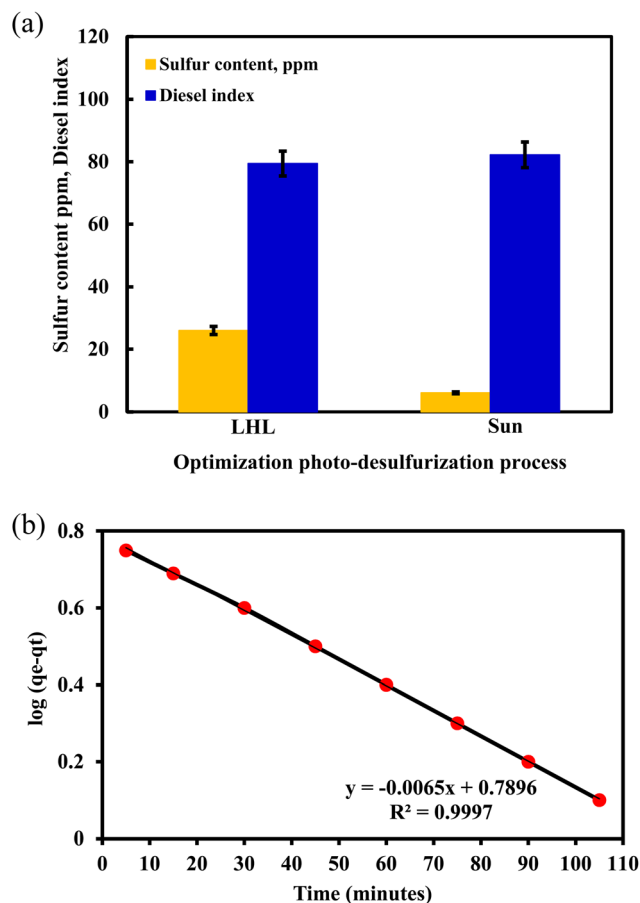 (a)
120
100
80
60
40
20
0
Sulfur content ppm, Diesel index
Sulfur content, ppm
Diesel index
LHL Sun
Optimization photo-desulfurization process
(b)
0.8
0.6
0.4
0.2
0
log (qe-qt)
y = -0.0065x + 0.7896
R² = 0.9997
0 10 20 30 40 50 60 70 80 90 100 110
Time (minutes)